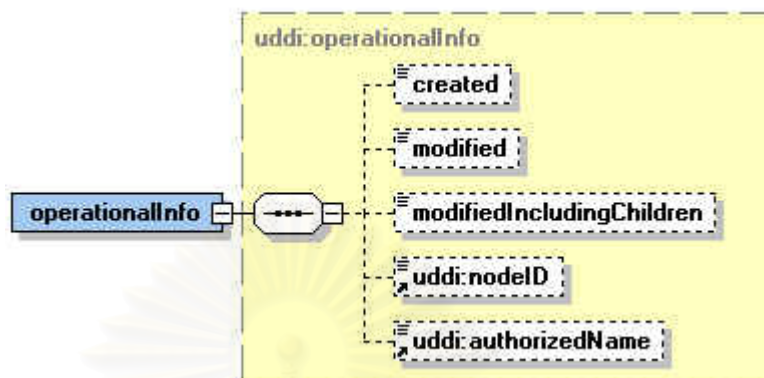 uddi:operationalInfo
created
modified
operationalInfo
modifiedIncludingChildren
uddi:nodeID
uddi:authorizedName